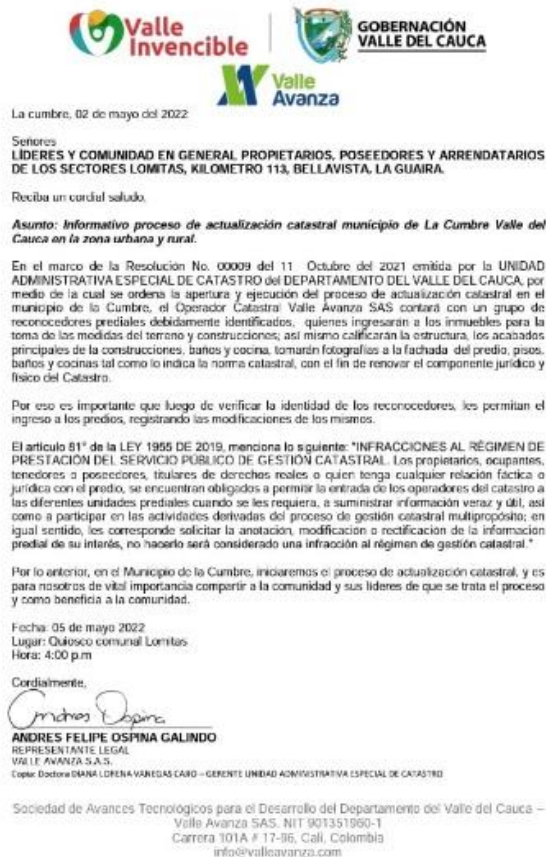 Valle
Invencible
GOBERNACIÓN
VALLE DEL CAUCA
Valle
Avanza
La cumbre, 02 de mayo del 2022
Señores
LÍDERES Y COMUNIDAD EN GENERAL PROPIETARIOS, POSEEDORES Y ARRENDATARIOS
DE LOS SECTORES LOMITAS, KILOMETRO 113, BELLAVISTA, LA GUAIRA.
Reciba un cordial saludo,
Asunto: Informativo proceso de actualización catastral municipio de La Cumbre Valle del
Cauca en la zona urbana y rural.
En el marco de la Resolución No. 00009 del 11 Octubre del 2021 emitida por la UNIDAD
ADMINISTRATIVA ESPECIAL DE CATASTRO del DEPARTAMENTO DEL VALLE DEL CAUCA, por
medio de la cual se ordena la apertura y ejecución del proceso de actualización catastral en el
municipio de la Cumbre, el Operador Catastral Valle Avanza SAS contará con un grupo de
reconocedores prediales debidamente identificados, quienes ingresarán a los inmuebles para la
toma de las medidas del terreno y construcciones; así mismo calificarán la estructura, los acabados
principales de la construcciones, baños y cocina, tomarán fotografías a la fachada del predio, pisos,
baños y cocinas tal como lo indica la norma catastral, con el fin de renovar el componente jurídico y
físico del Catastro.
Por eso es importante que luego de verificar la identidad de los reconocedores, les permitan el
ingreso a los predios, registrando las modificaciones de los mismos.
El artículo 81° de la LEY 1955 DE 2019, menciona lo siguiente: "INFRACCIONES AL RÉGIMEN DE
PRESTACIÓN DEL SERVICIO PÚBLICO DE GESTIÓN CATASTRAL. Los propietarios, ocupantes,
tenedores o poseedores, titulares de derechos reales o quien tenga cualquier relación fáctica o
jurídica con el predio, se encuentran obligados a permitir la entrada de los operadores del catastro a
las diferentes unidades prediales cuando se les requiera, a suministrar información veraz y útil, así
como a participar en las actividades derivadas del proceso de gestión catastral multipropósito; en
igual sentido, les corresponde solicitar la anotación, modificación o rectificación de la informacion
predial de su interés, no hacerlo será considerado una infracción al régimen de gestión catastral."
Por lo anterior, en el Municipio de la Cumbre, iniciaremos el proceso de actualización catastral, y es
para nosotros de vital importancia compartir a la comunidad y sus líderes de que se trata el proceso
y como beneficia a la comunidad.
Fecha: 05 de mayo 2022
Lugar: Quiosco comunal Lomitas
Hora: 4:00 p.m
Cordialmente,
Andres Ospina
ANDRES FELIPE OSPINA GALINDO
REPRESENTANTE LEGAL
VALLE AVANZA S.A.S.
Copia: Doctora DIANA LORENA VANEGAS CAJIO – GERENTE UNIDAD ADMINISTRATIVA ESPECIAL DE CATASTRO
Sociedad de Avances Tecnológicos para el Desarrollo del Departamento del Valle del Cauca –
Valle Avanza SAS. NIT 901351960-1
Carrera 101A # 17-96, Cali, Colombia
info@valleavanza.com